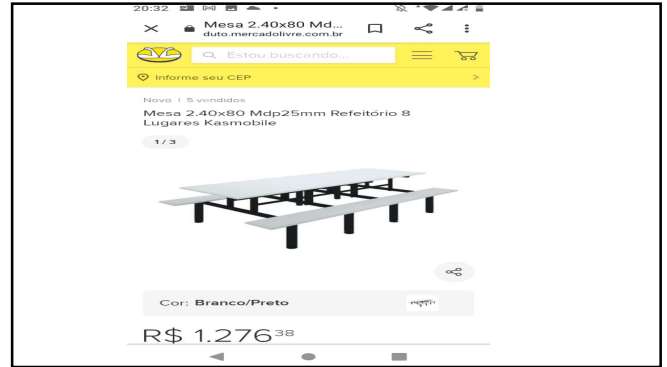 20:32
Mesa 2.40x80 Md...
duto.mercadolivre.com.br
Estou buscando...
Informe seu CEP
Novo | 5 vendidos
Mesa 2.40x80 Mdp25mm Refeitório 8
Lugares Kasmobile
1/3
Cor: Branco/Preto
R$ 1.276³⁸